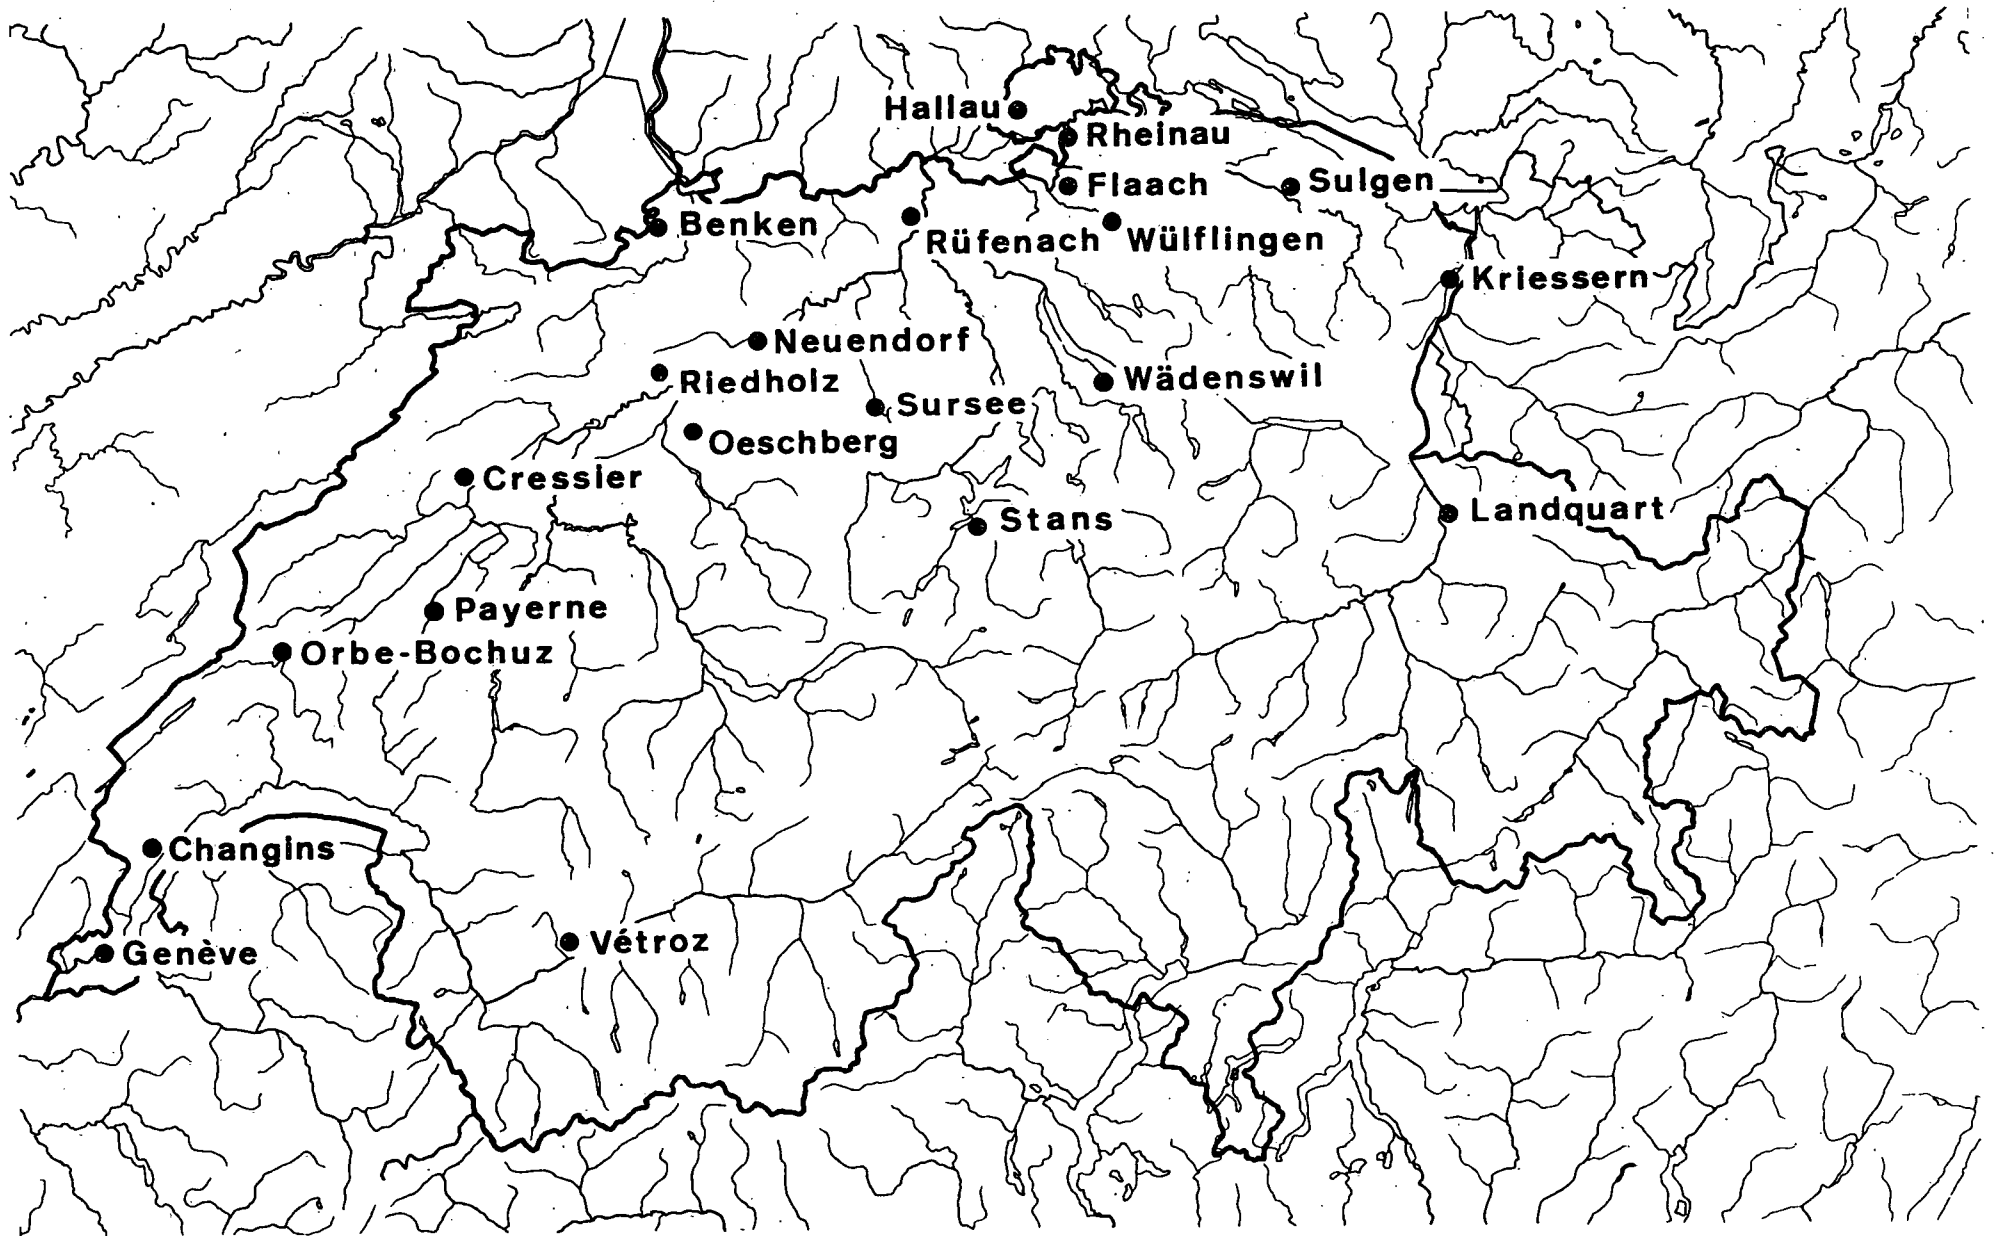 Hallau
Rheinau
Flaach
Sulgen
Benken
Rüfenach
Wülflingen
Kriessern
Neuendorf
Riedholz
Wädenswil
Sursee
Oeschberg
Cressier
Stans
Landquart
Payerne
Orbe-Bochuz
Changins
Vétroz
Genève